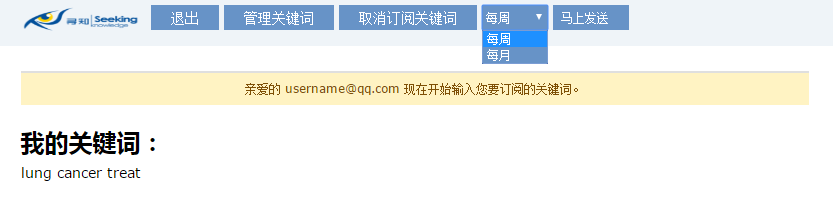 寻知 Seeking knowledge
退出 管理关键词 取消订阅关键词 每周 马上发送
每周
每月
亲爱的 username@qq.com 现在开始输入您要订阅的关键词。
我的关键词：
lung cancer treat